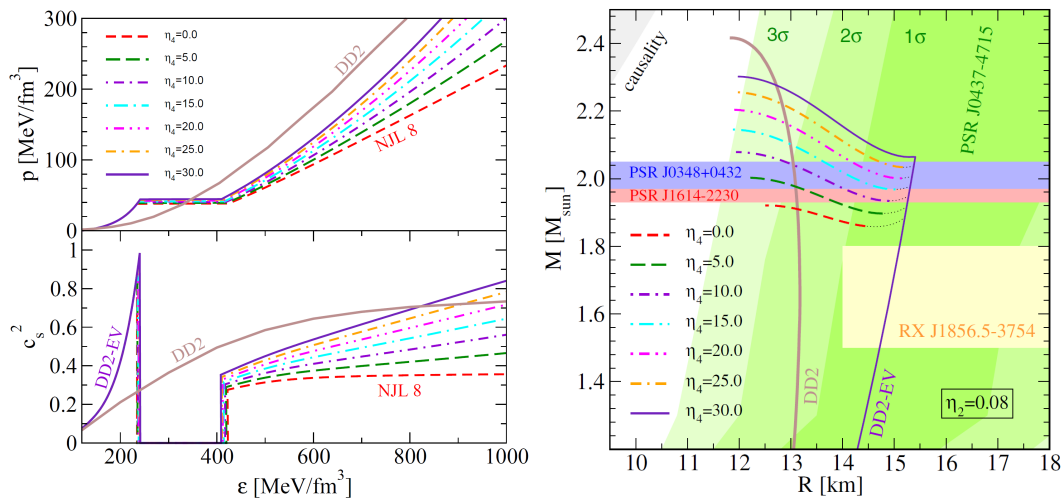 300
200
100
0
p [MeV/fm³]
η₄=0.0
η₄=5.0
η₄=10.0
η₄=15.0
η₄=20.0
η₄=25.0
η₄=30.0
DD2
NJL 8
1
0.8
0.6
0.4
0.2
0
c_s²
DD2-EV
DD2
NJL 8
200 400 600 800 1000
ε [MeV/fm³]
causality
3σ 2σ 1σ
PSR J0437-4715
2.4
2.2
2.0
1.8
1.6
1.4
M [M_sun]
PSR J0348+0432
PSR J1614-2230
η₄=0.0
η₄=5.0
η₄=10.0
η₄=15.0
η₄=20.0
η₄=25.0
η₄=30.0
RX J1856.5-3754
DD2
DD2-EV
η₂=0.08
10 11 12 13 14 15 16 17 18
R [km]